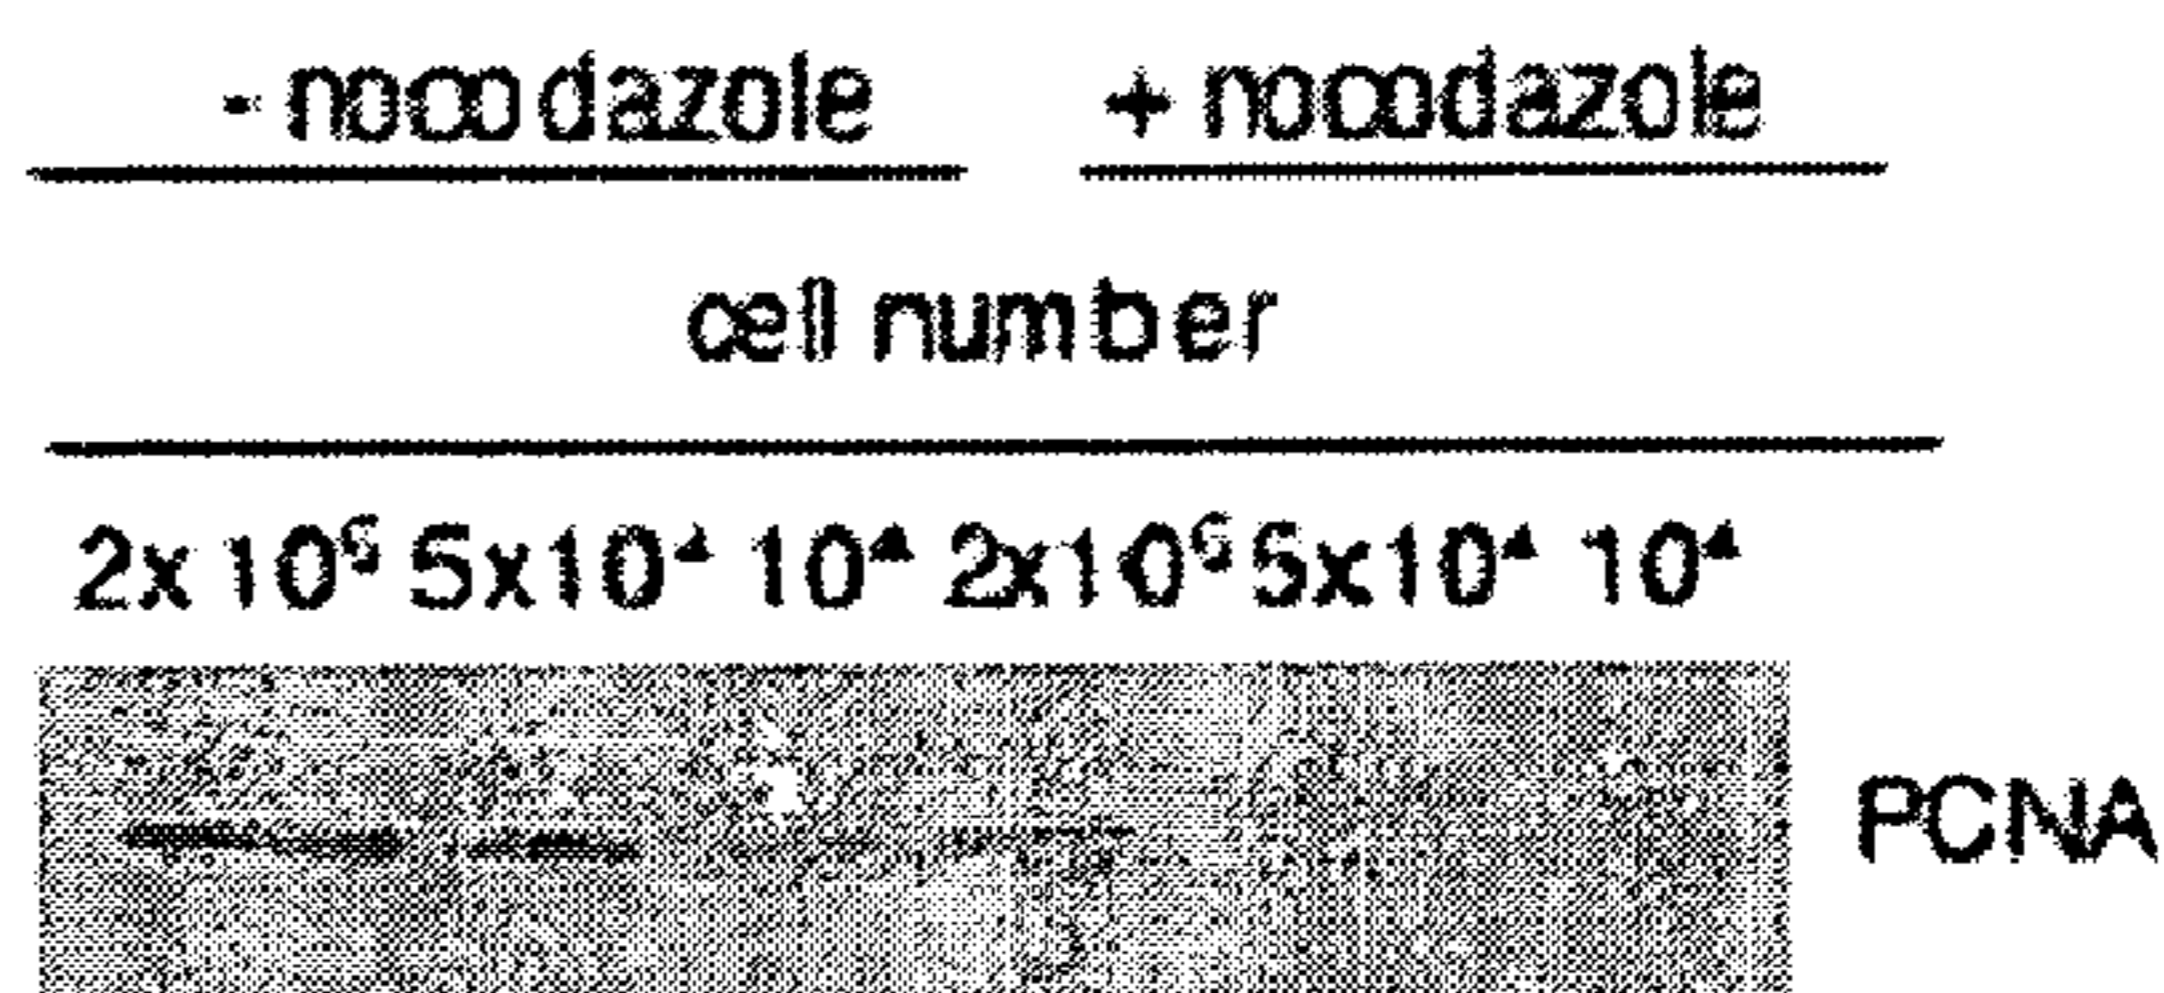 - nocodazole + nocodazole
cell number
2x10⁵ 5x10⁴ 10⁴ 2x10⁵ 5x10⁴ 10⁴
PCNA